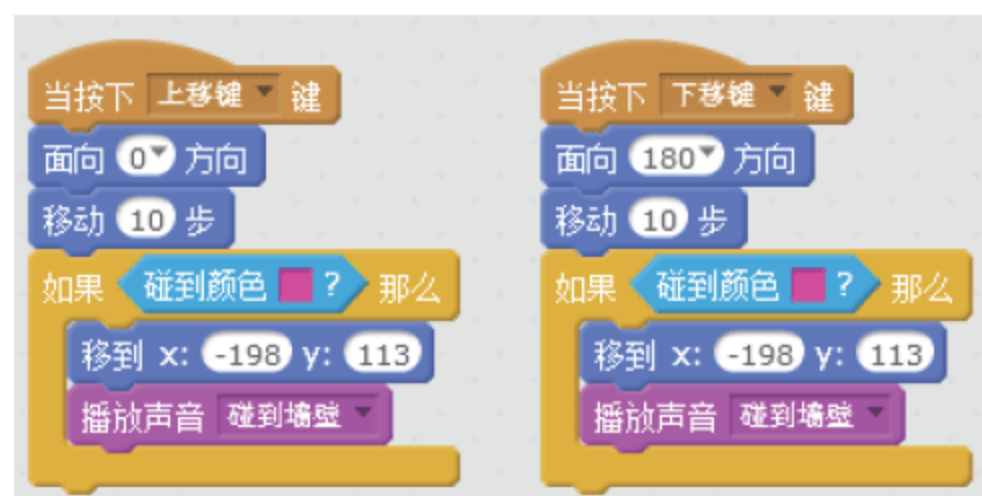 当按下 上移键 键
面向 0 方向
移动 10 步
如果 碰到颜色 ? 那么
移到 x: -198 y: 113
播放声音 碰到墙壁
当按下 下移键 键
面向 180 方向
移动 10 步
如果 碰到颜色 ? 那么
移到 x: -198 y: 113
播放声音 碰到墙壁